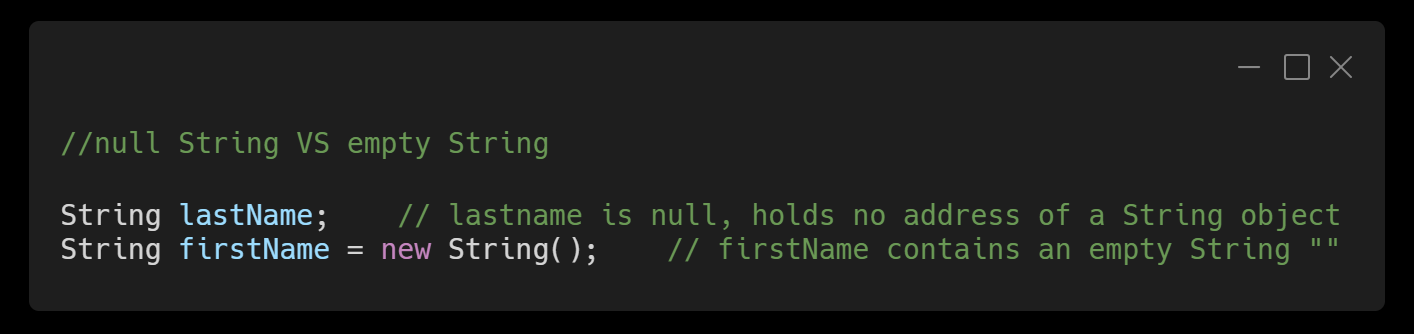 //null String VS empty String
String lastName;    // lastname is null, holds no address of a String object
String firstName = new String();    // firstName contains an empty String ""